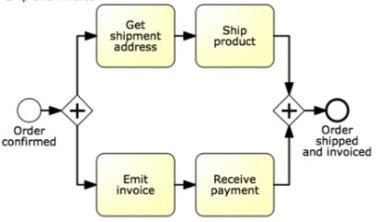 Get
shipment
address
Ship
product
Order
confirmed
Order
shipped
and invoiced
Emit
invoice
Receive
payment